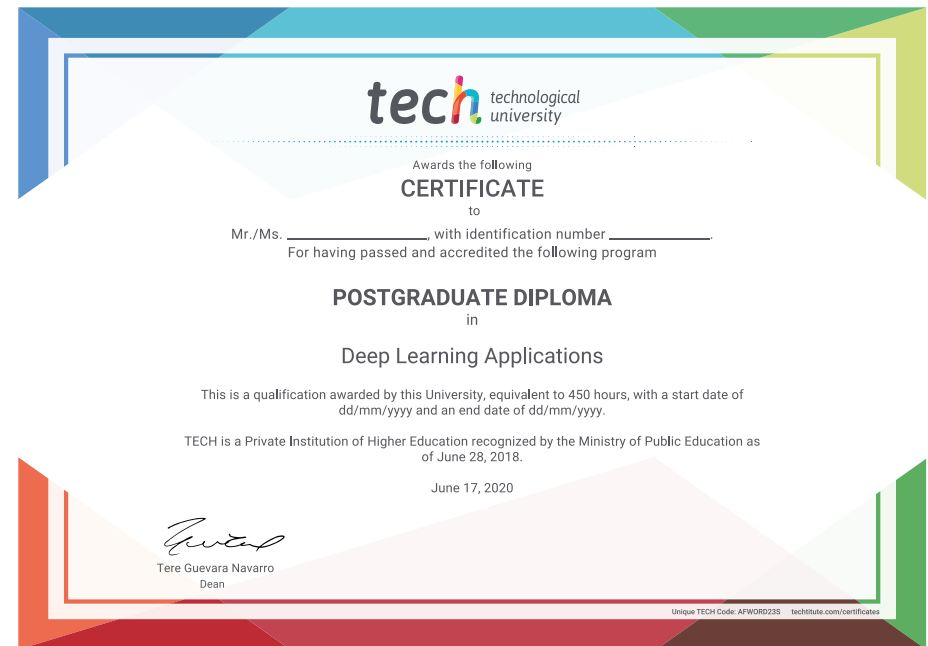 tech technological
university
Awards the following
CERTIFICATE
to
Mr./Ms. ____________________, with identification number ______________.
For having passed and accredited the following program
POSTGRADUATE DIPLOMA
in
Deep Learning Applications
This is a qualification awarded by this University, equivalent to 450 hours, with a start date of
dd/mm/yyyy and an end date of dd/mm/yyyy.
TECH is a Private Institution of Higher Education recognized by the Ministry of Public Education as
of June 28, 2018.
June 17, 2020
Tere Guevara Navarro
Dean
Unique TECH Code: AFWORD23S techtitute.com/certificates